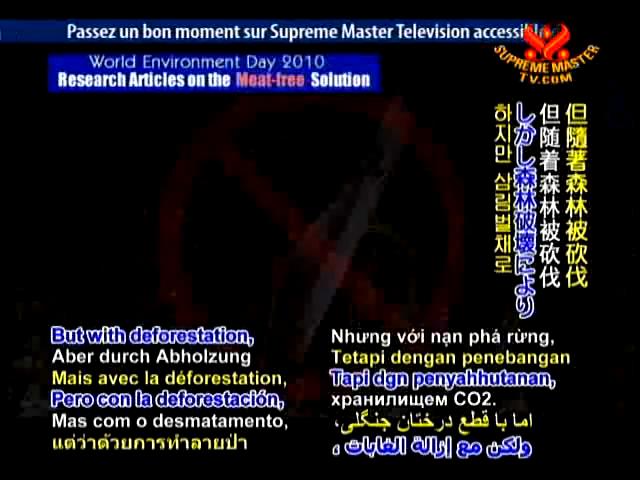 Passez un bon moment sur Supreme Master Television accessible
World Environment Day 2010
Research Articles on the Meat-free Solution
SUPREME MASTER
TV.COM
但隨著森林被砍伐
但随着森林被砍伐
しかし森林破壊により
하지만 삼림벌채로
But with deforestation,
Aber durch Abholzung
Mais avec la déforestation,
Pero con la deforestación,
Mas com o desmatamento,
แต่ว่าด้วยการทำลายป่า
Nhưng với nạn phá rừng,
Tetapi dengan penebangan
Tapi dgn penyahhutanan,
хранилищем CO2.
اما با قطع درختان جنگلی،
ولكن مع إزالة الغابات ،